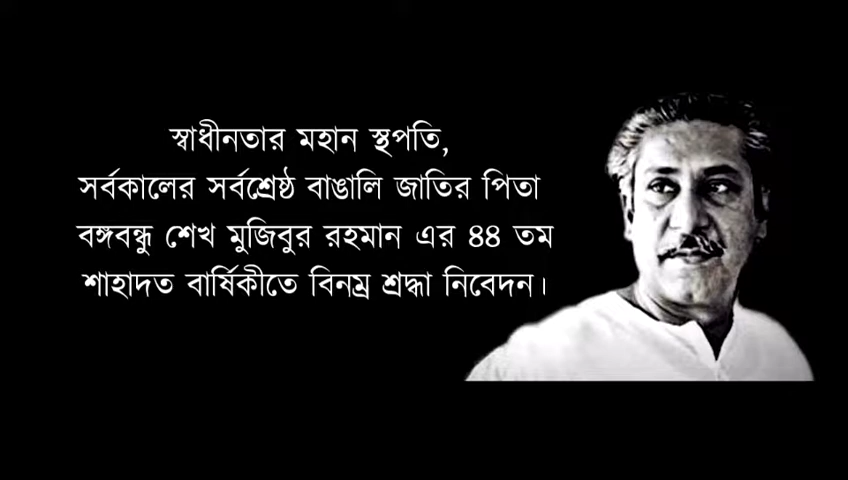 স্বাধীনতার মহান স্থপতি,
সর্বকালের সর্বশ্রেষ্ঠ বাঙালি জাতির পিতা
বঙ্গবন্ধু শেখ মুজিবুর রহমান এর ৪৪ তম
শাহাদত বার্ষিকীতে বিনম্র শ্রদ্ধা নিবেদন।